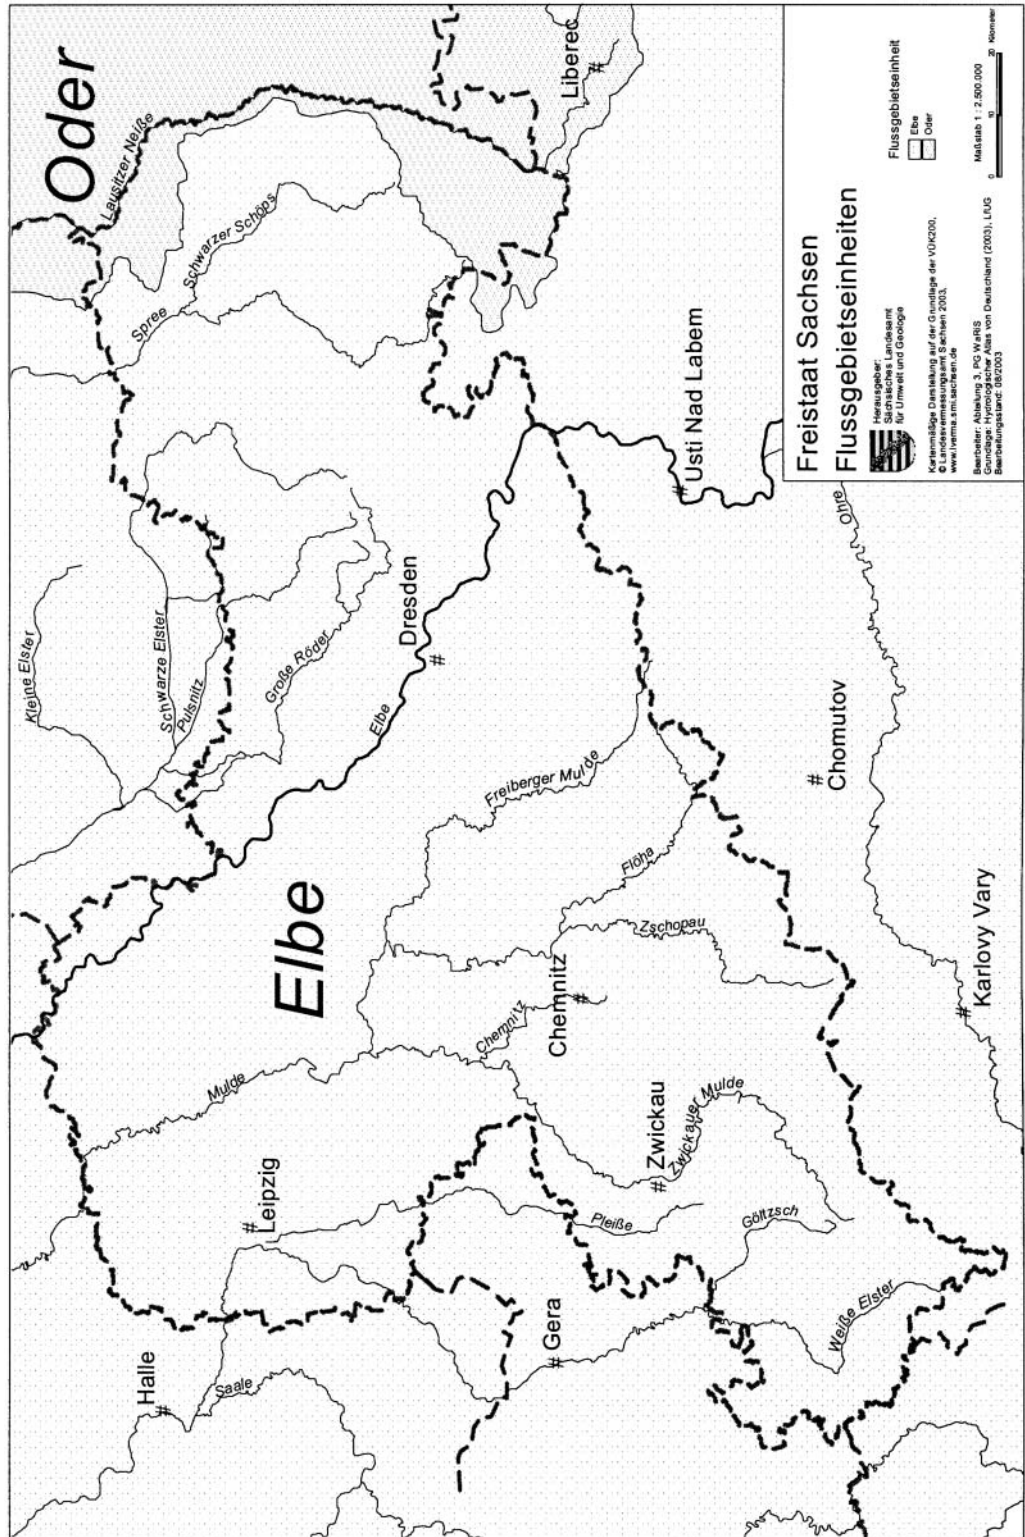 Oder
Elbe
Lausitzer Neiße
Liberec
Schwarzer Schöps
Spree
Usti Nad Labem
Kleine Elster
Schwarze Elster
Pulsnitz
Große Röder
Dresden
Elbe
Ohre
Freiberger Mulde
Chomutov
Flöha
Zschopau
Chemnitz
Chemnitz
Karlovy Vary
Mulde
Zwickau
Zwickauer Mulde
Leipzig
Pleiße
Göltzsch
Weiße Elster
Gera
Halle
Saale
Freistaat Sachsen
Flussgebietseinheiten
Herausgeber:
Sächsisches Landesamt
für Umwelt und Geologie
Kartenmäßige Darstellung auf der Grundlage der VÜK200,
© Landesvermessungsamt Sachsen 2003,
www.lverma.smi.sachsen.de
Bearbeiter: Abteilung 3, PG WaRiS
Grundlage: Hydrologischer Atlas von Deutschland (2003), LfUG
Bearbeitungsstand: 08/2003
Flussgebietseinheit
Elbe
Oder
Maßstab 1 : 2.500.000
0 10 20 Kilometer